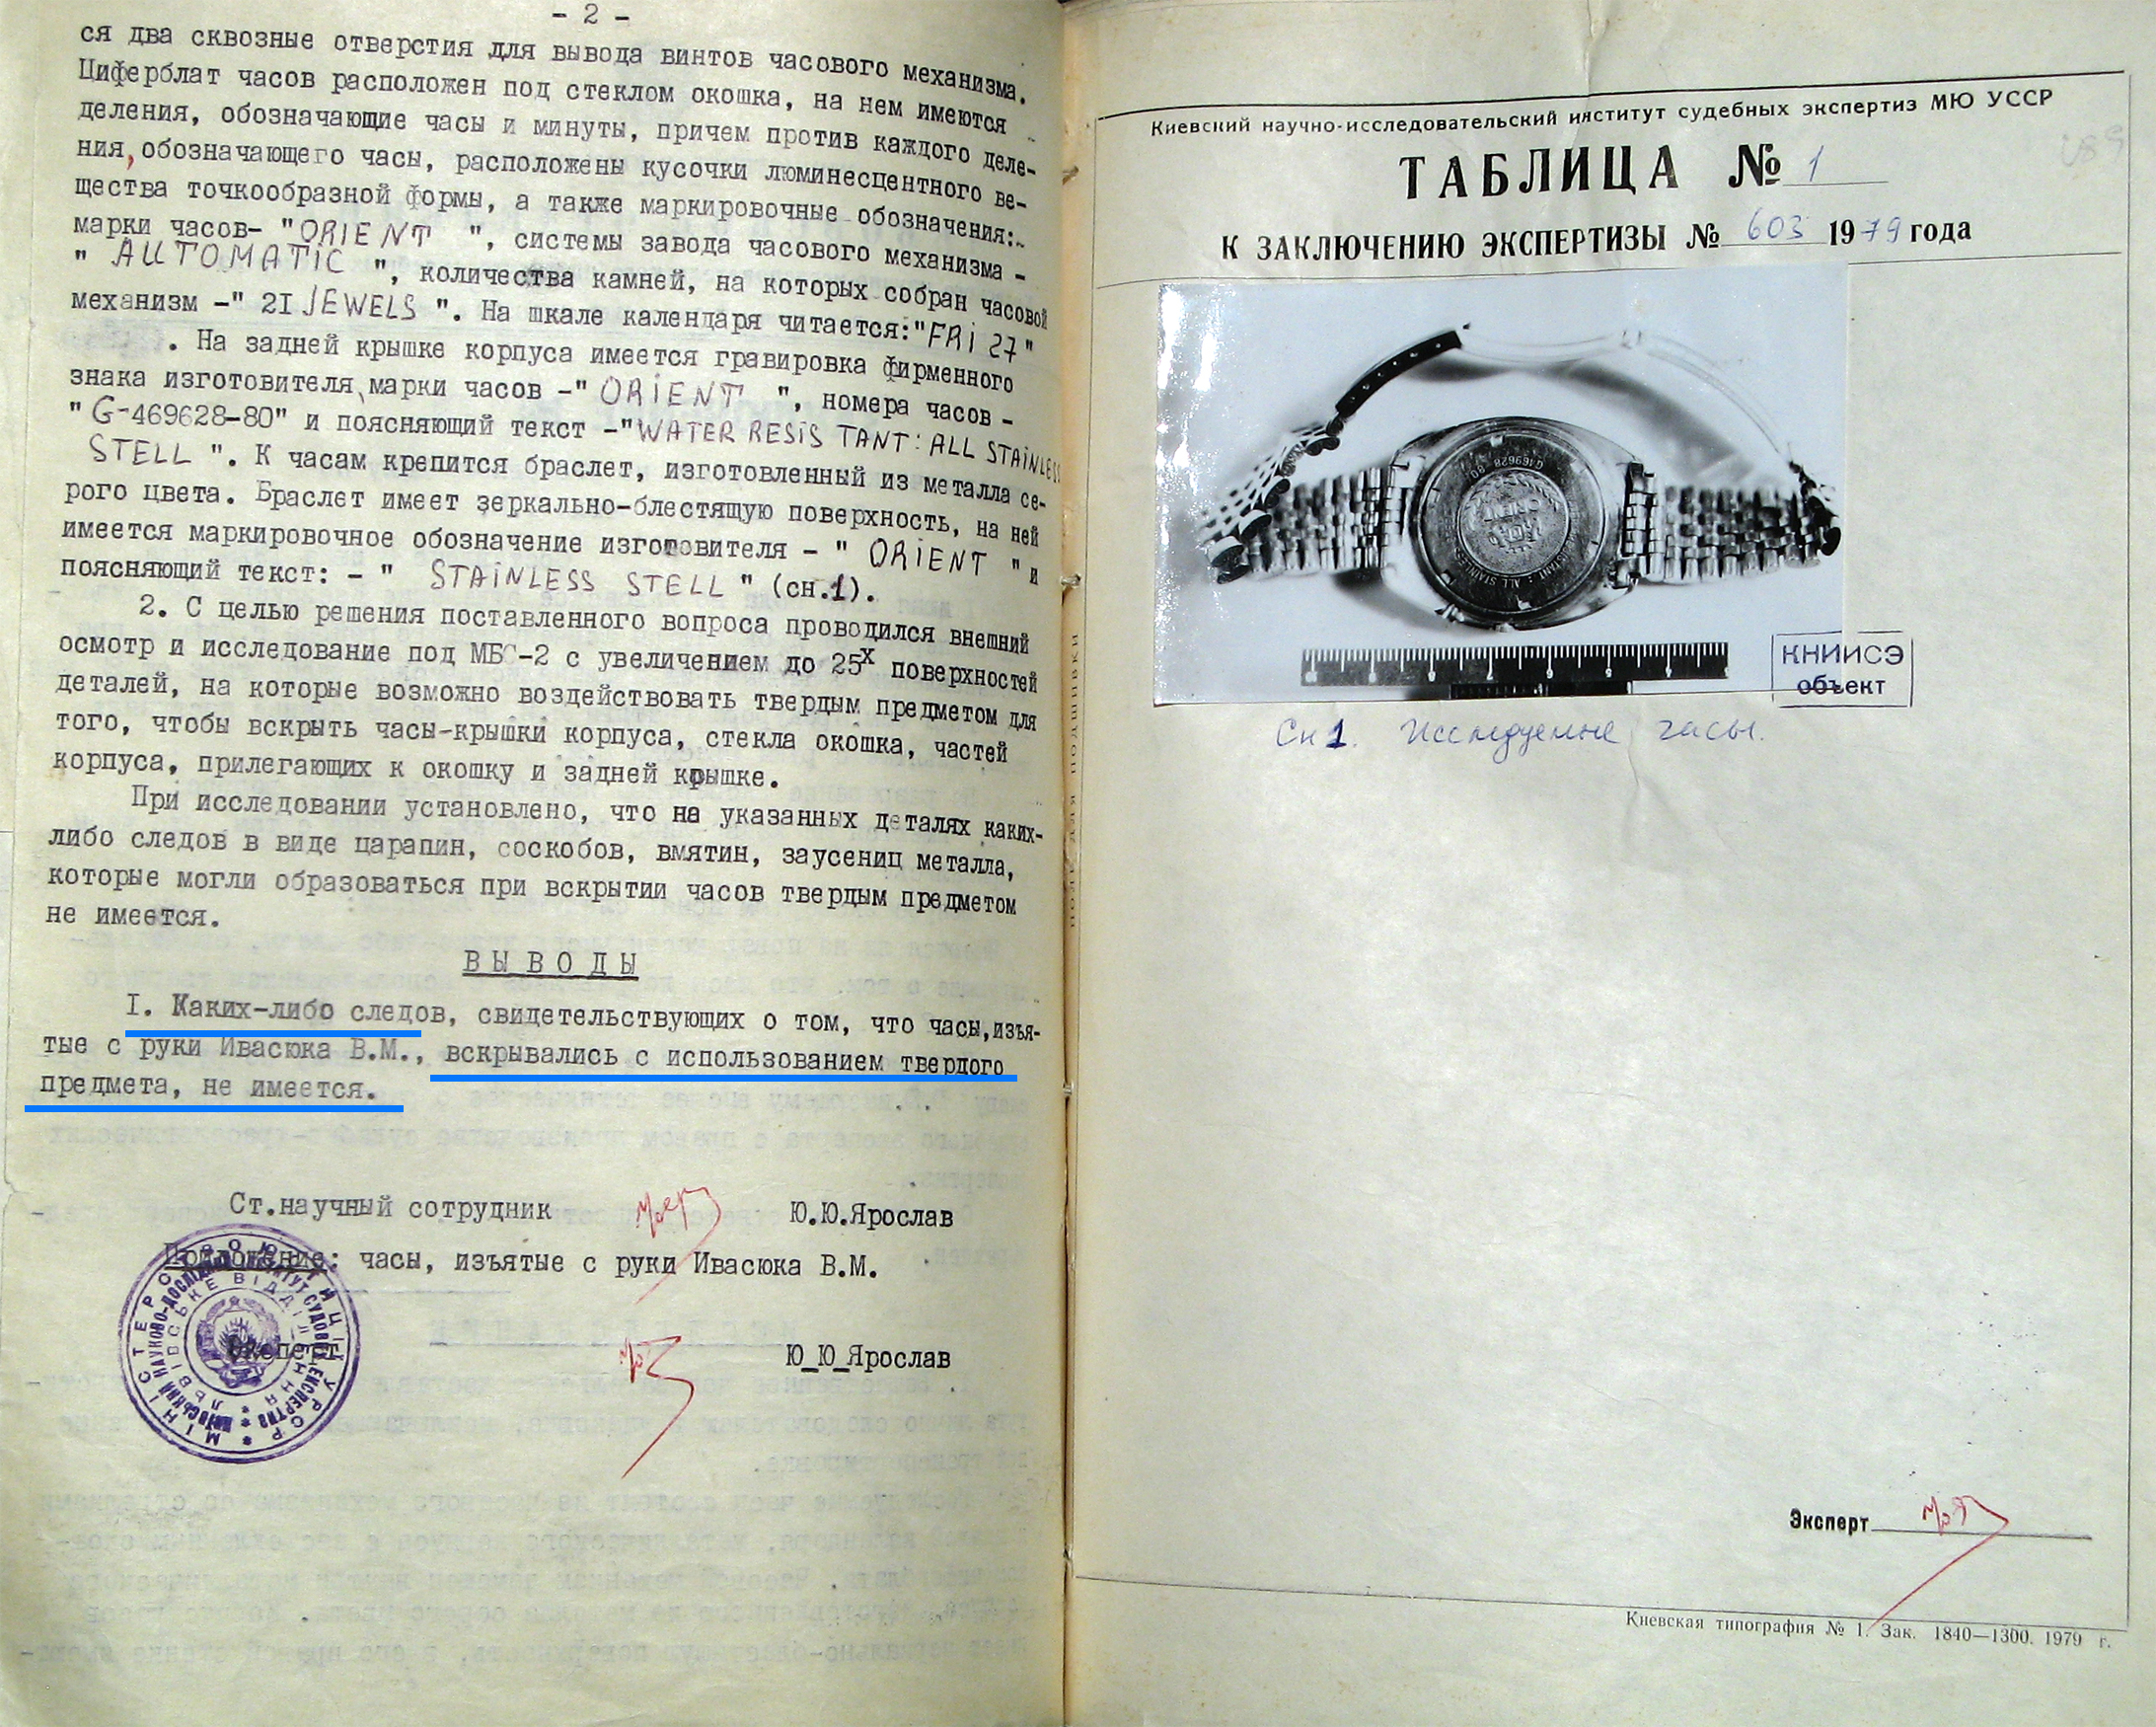 - 2 -
ся два сквозные отверстия для вывода винтов часового механизма.
Циферблат часов расположен под стеклом окошка, на нем имеются
деления, обозначающие часы и минуты, причем против каждого деле-
ния, обозначающего часы, расположены кусочки люминесцентного ве-
щества точкообразной формы, а также маркировочные обозначения:-
марки часов- "ORIENT", системы завода часового механизма -
"AUTOMATIC", количества камней, на которых собран часовой
механизм -"21 JEWELS". На шкале календаря читается:"FRI 27"
. На задней крышке корпуса имеется гравировка фирменного
знака изготовителя, марки часов -"ORIENT", номера часов -
"G-469628-80" и поясняющий текст -"WATER RESIS TANT: ALL STAINLESS
STELL". К часам крепится браслет, изготовленный из металла се-
рого цвета. Браслет имеет зеркально-блестящую поверхность, на ней
имеется маркировочное обозначение изготовителя - "ORIENT" и
поясняющий текст: - "STAINLESS STELL" (сн.1).
2. С целью решения поставленного вопроса проводился внешний
осмотр и исследование под МБС-2 с увеличением до 25х поверхностей
деталей, на которые возможно воздействовать твердым предметом для
того, чтобы вскрыть часы-крышки корпуса, стекла окошка, частей
корпуса, прилегающих к окошку и задней крышке.
При исследовании установлено, что на указанных деталях каких-
либо следов в виде царапин, соскобов, вмятин, заусениц металла,
которые могли образоваться при вскрытии часов твердым предметом
не имеется.
ВЫВОДЫ
I. Каких-либо следов, свидетельствующих о том, что часы,изъя-
тые с руки Ивасюка В.М., вскрывались с использованием твердого
предмета, не имеется.
Ст.научный сотрудник Ю.Ю.Ярослав
Приложение: часы, изъятые с руки Ивасюка В.М.
Эксперт Ю_Ю_Ярослав
Киевский научно-исследовательский институт судебных экспертиз МЮ УССР
ТАБЛИЦА № 1
К ЗАКЛЮЧЕНИЮ ЭКСПЕРТИЗЫ № 603 1979 года
КНИИСЭ
объект
Сн 1. Исследуемые часы.
Эксперт
Киевская типография № 1. Зак. 1840—1300. 1979 г.